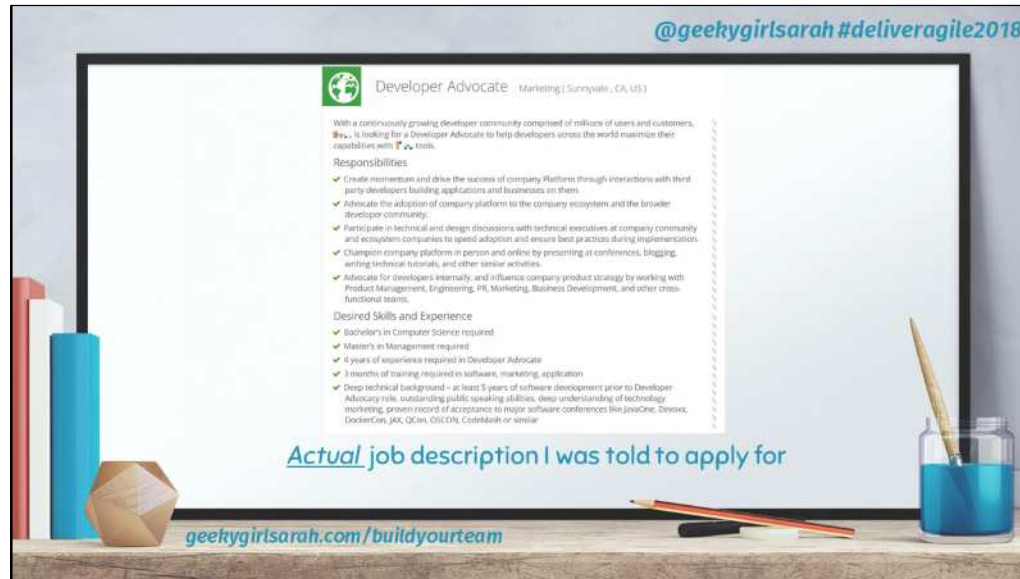 @geekygirlsarah #deliveragile2018
Developer Advocate Marketing ( Sunnyvale , CA, US )
With a continuously growing developer community comprised of millions of users and customers,
is looking for a Developer Advocate to help developers across the world maximize their
capabilities with tools.
Responsibilities
✔ Create momentum and drive the success of company Platform through interactions with third
party developers building applications and businesses on them.
✔ Advocate the adoption of company platform to the company ecosystem and the broader
developer community.
✔ Participate in technical and design discussions with technical executives at company community
and ecosystem companies to speed adoption and ensure best practices during implementation.
✔ Champion company platform in person and online by presenting at conferences, blogging,
writing technical tutorials, and other similar activities.
✔ Advocate for developers internally, and influence company product strategy by working with
Product Management, Engineering, PR, Marketing, Business Development, and other cross-
functional teams.
Desired Skills and Experience
✔ Bachelor's in Computer Science required
✔ Master's in Management required
✔ 4 years of experience required in Developer Advocate
✔ 3 months of training required in software, marketing, application
✔ Deep technical background – at least 5 years of software development prior to Developer
Advocacy role, outstanding public speaking abilities, deep understanding of technology
marketing, proven record of acceptance to major software conferences like JavaOne, Devoxx,
DockerCon, JAX, QCon, OSCON, CodeMash or similar
Actual job description I was told to apply for
geekygirlsarah.com/buildyourteam